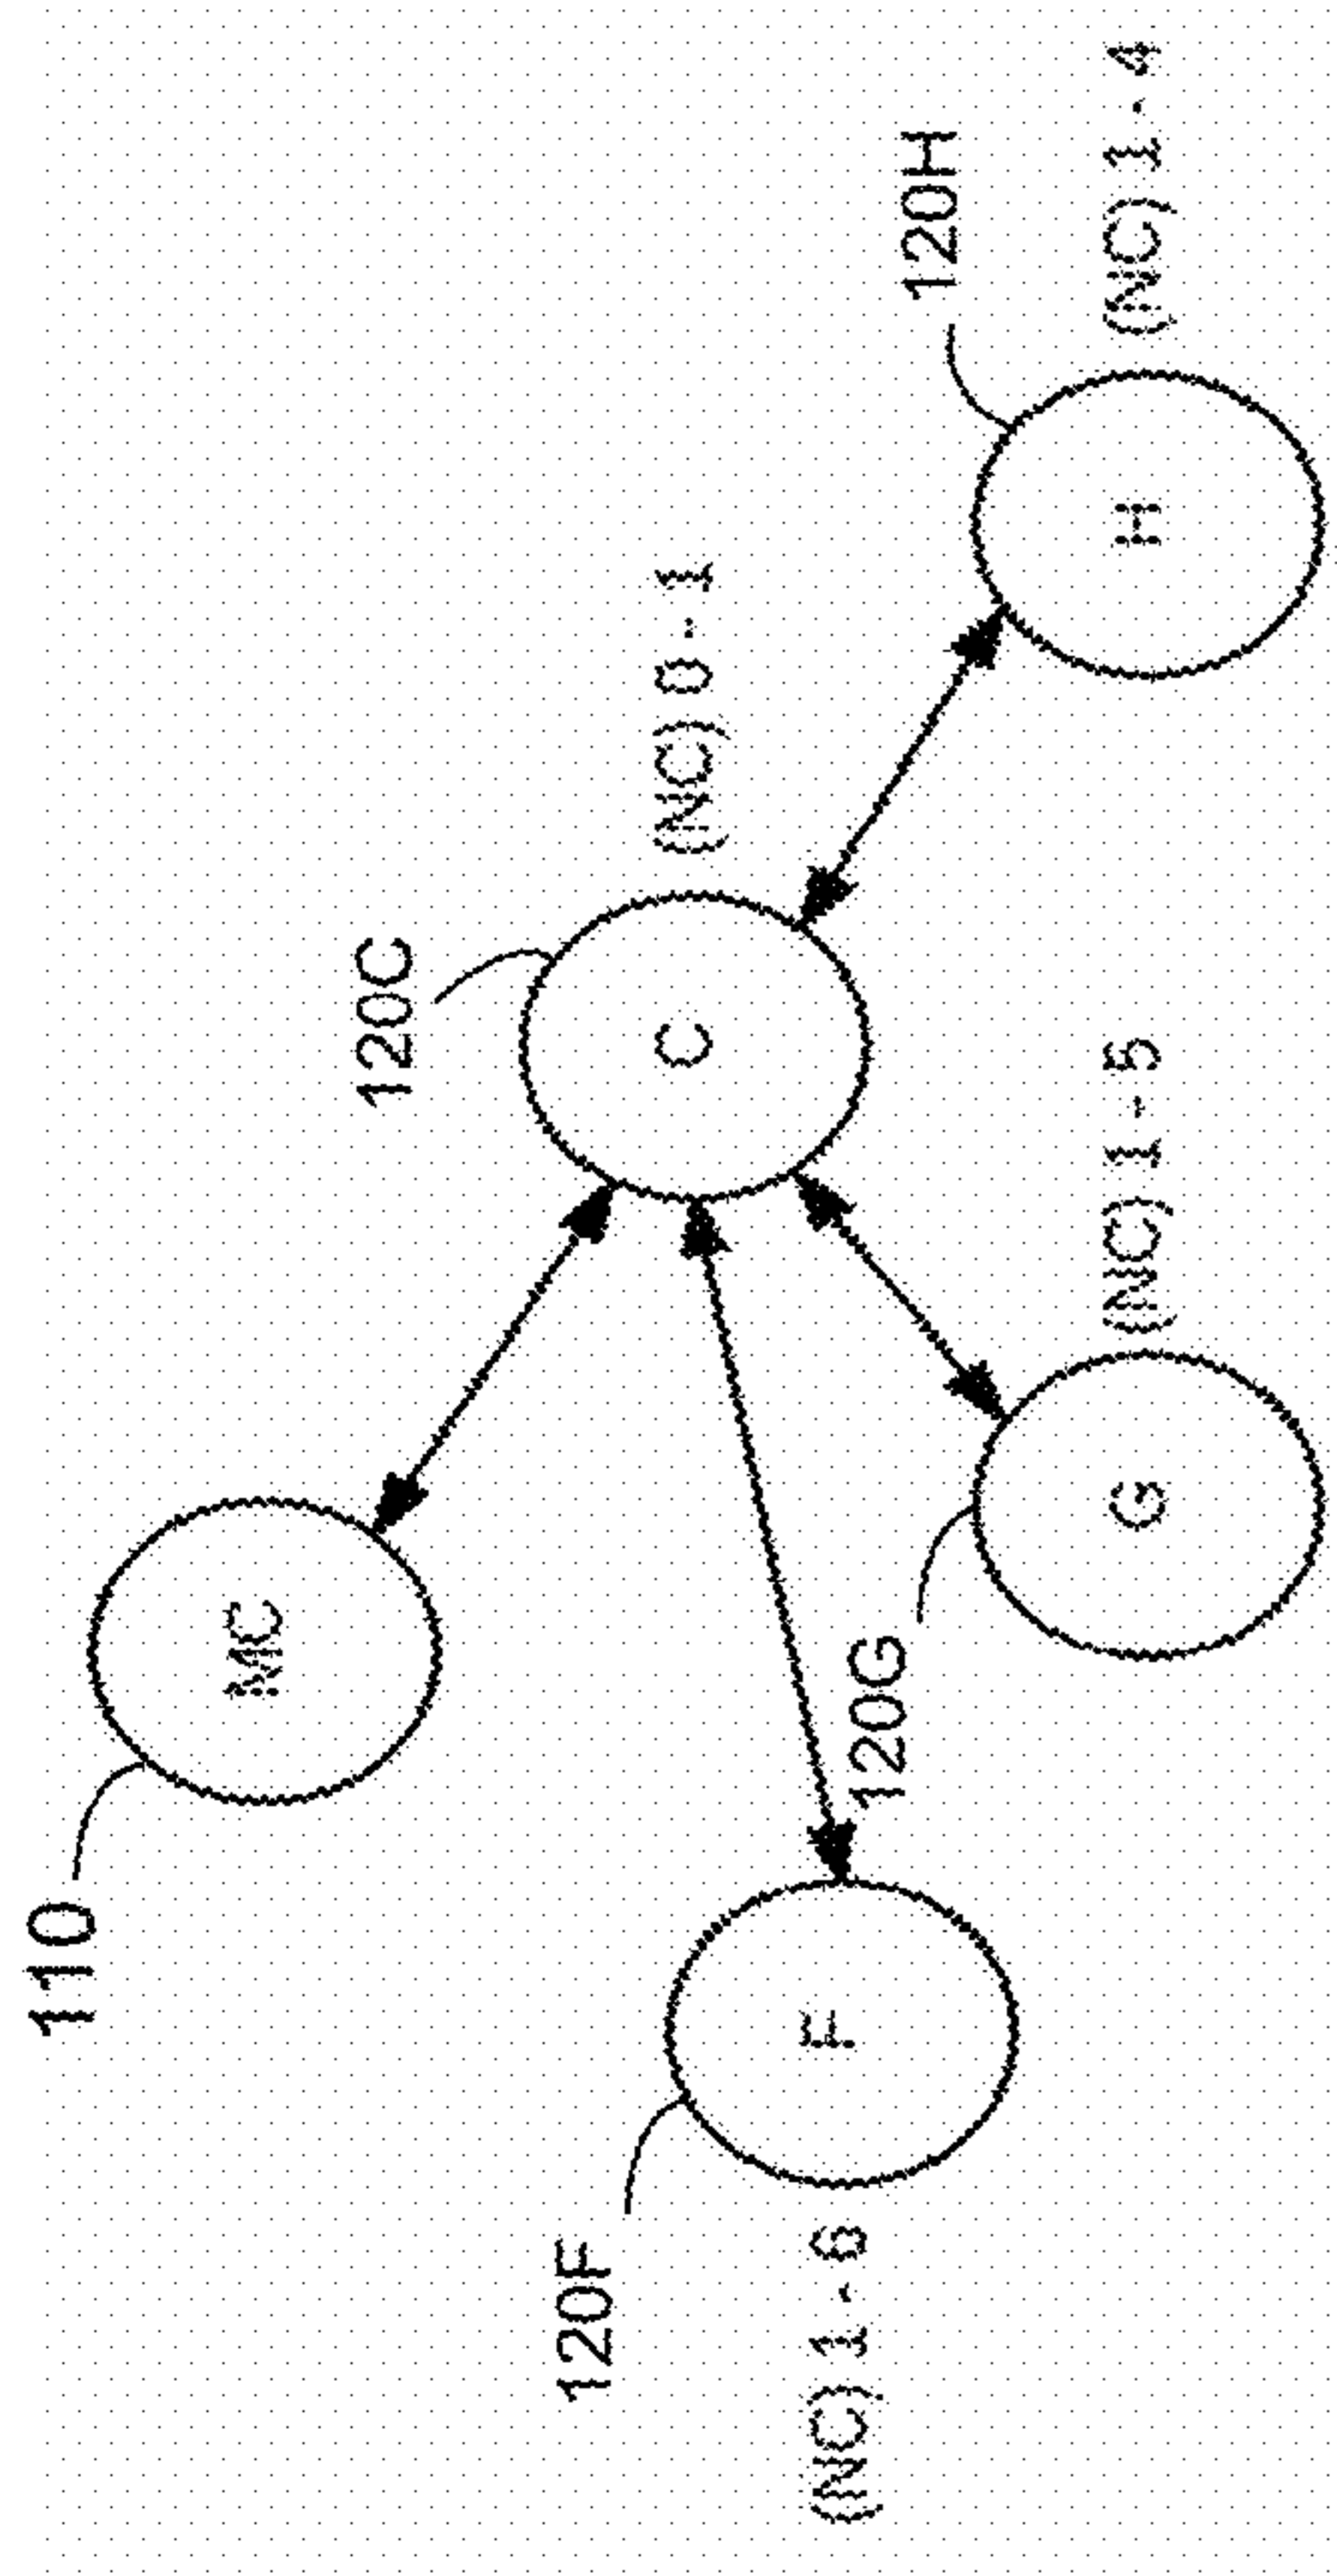 110
MC
120C
C
(NC) 0 - 1
120F
F
(NC) 1 - 6
120G
G
(NC) 1 - 5
120H
H
(NC) 1 - 4